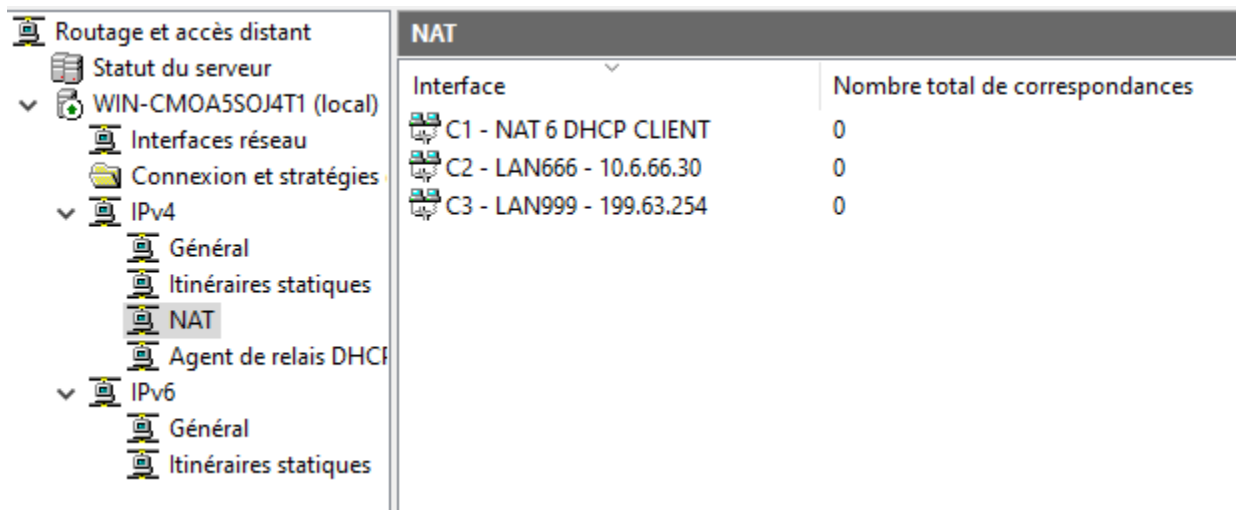 Routage et accès distant
Statut du serveur
WIN-CMOA5SOJ4T1 (local)
Interfaces réseau
Connexion et stratégies
IPv4
Général
Itinéraires statiques
NAT
Agent de relais DHCP
IPv6
Général
Itinéraires statiques
NAT
Interface Nombre total de correspondances
C1 - NAT 6 DHCP CLIENT 0
C2 - LAN666 - 10.6.66.30 0
C3 - LAN999 - 199.63.254 0